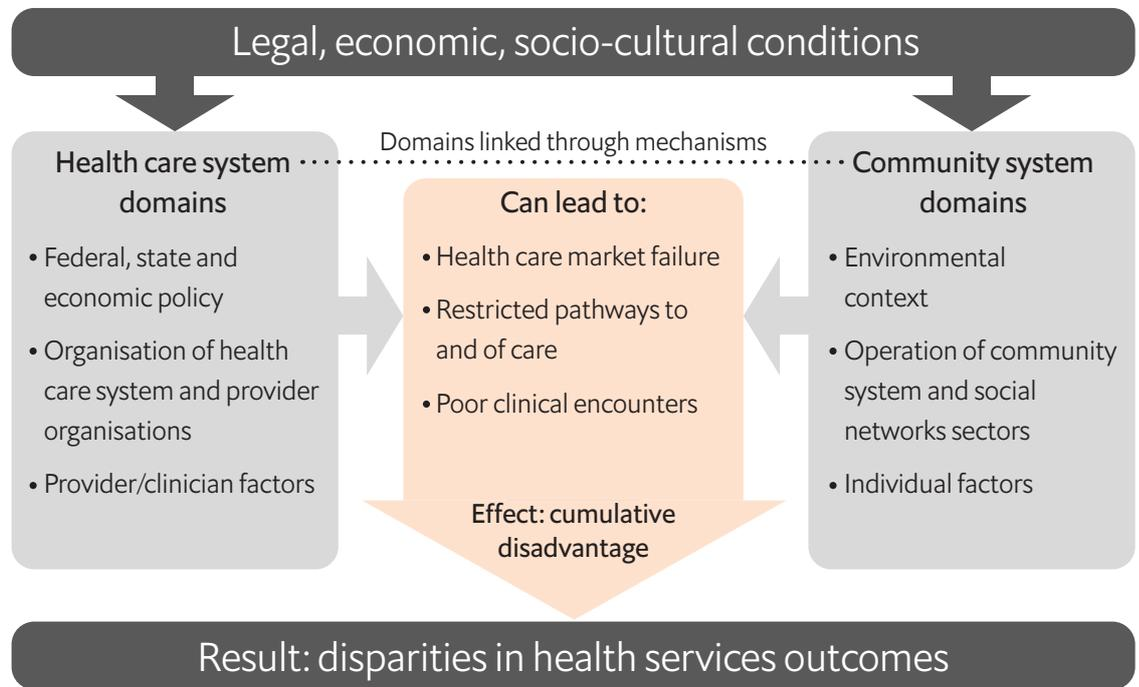 Legal, economic, socio-cultural conditions
Domains linked through mechanisms
Health care system
domains
• Federal, state and
economic policy
• Organisation of health
care system and provider
organisations
• Provider/clinician factors
Can lead to:
• Health care market failure
• Restricted pathways to
and of care
• Poor clinical encounters
Effect: cumulative
disadvantage
Community system
domains
• Environmental
context
• Operation of community
system and social
networks sectors
• Individual factors
Result: disparities in health services outcomes